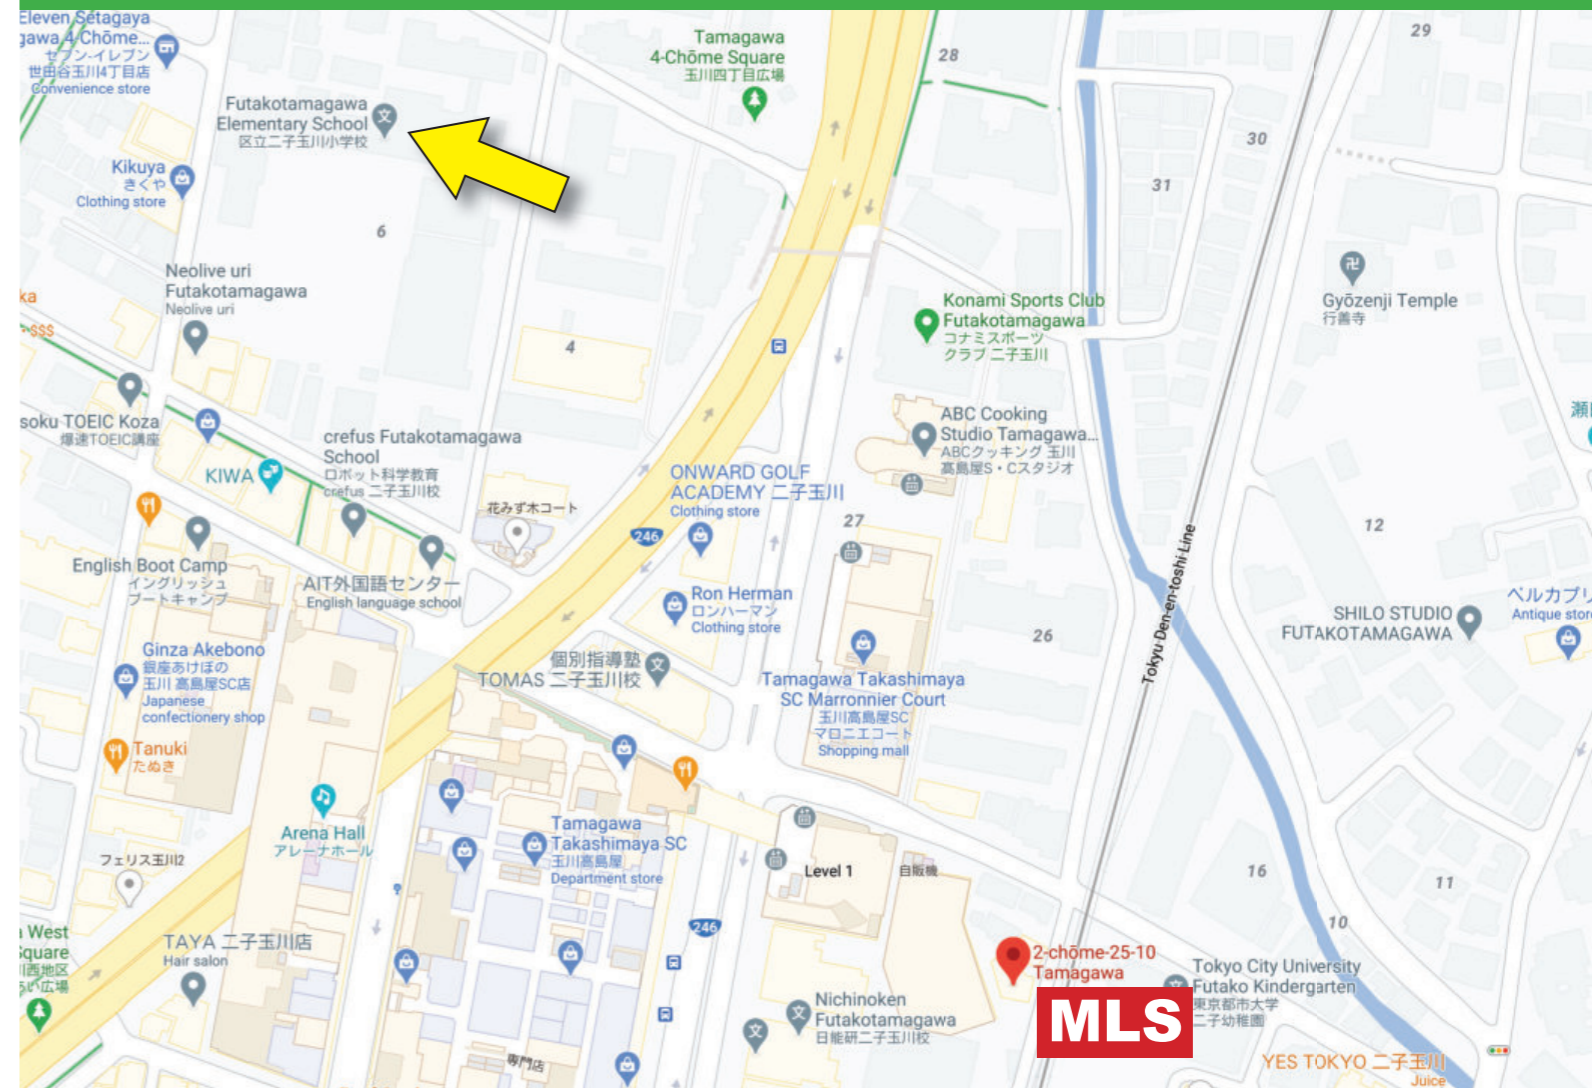 Eleven Setagaya
gawa 4-Chōme...
セブン-イレブン
世田谷玉川4丁目店
Convenience store
Futakotamagawa
Elementary School
区立二子玉川小学校
Tamagawa
4-Chōme Square
玉川四丁目広場
28
29
30
31
Kikuya
きくや
Clothing store
6
Neolive uri
Futakotamagawa
Neolive uri
ka
$$$
4
Konami Sports Club
Futakotamagawa
コナミスポーツ
クラブ 二子玉川
Gyōzenji Temple
行善寺
soku TOEIC Koza
爆速TOEIC講座
KIWA
crefus Futakotamagawa
School
ロボット科学教育
crefus 二子玉川校
ABC Cooking
Studio Tamagawa...
ABCクッキング 玉川
高島屋S・Cスタジオ
ONWARD GOLF
ACADEMY 二子玉川
Clothing store
花みず木コート
246
27
12
Tokyu Den-en-toshi Line
English Boot Camp
イングリッシュ
ブートキャンプ
AIT外国語センター
English language school
Ron Herman
ロンハーマン
Clothing store
26
SHILO STUDIO
FUTAKOTAMAGAWA
ベルカプリ
Antique store
Ginza Akebono
銀座あけぼの
玉川 高島屋SC店
Japanese
confectionery shop
個別指導塾
TOMAS 二子玉川校
Tamagawa Takashimaya
SC Marronnier Court
玉川高島屋SC
マロニエコート
Shopping mall
Tanuki
たぬき
Arena Hall
アレーナホール
Tamagawa
Takashimaya SC
玉川高島屋
Department store
フェリス玉川2
Level 1
自販機
16
11
10
246
West
Square
川西地区
い広場
TAYA 二子玉川店
Hair salon
2-chōme-25-10
Tamagawa
MLS
Tokyo City University
Futako Kindergarten
東京都市大学
二子幼稚園
Nichinoken
Futakotamagawa
日能研二子玉川校
専門店
YES TOKYO 二子玉川
Juice